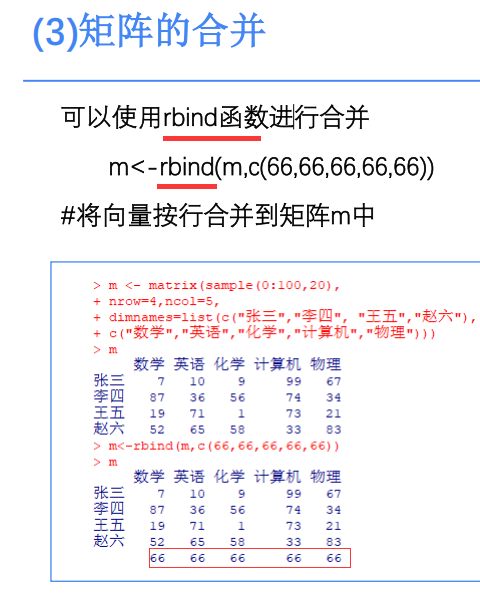 (3)矩阵的合并
可以使用rbind函数进行合并
m<-rbind(m,c(66,66,66,66,66))
#将向量按行合并到矩阵m中
> m <- matrix(sample(0:100,20),
+ nrow=4,ncol=5,
+ dimnames=list(c("张三","李四", "王五","赵六"),
+ c("数学","英语","化学","计算机","物理")))
> m
数学 英语 化学 计算机 物理
张三 7 10 9 99 67
李四 87 36 56 74 34
王五 19 71 1 73 21
赵六 52 65 58 33 83
> m<-rbind(m,c(66,66,66,66,66))
> m
数学 英语 化学 计算机 物理
张三 7 10 9 99 67
李四 87 36 56 74 34
王五 19 71 1 73 21
赵六 52 65 58 33 83
66 66 66 66 66